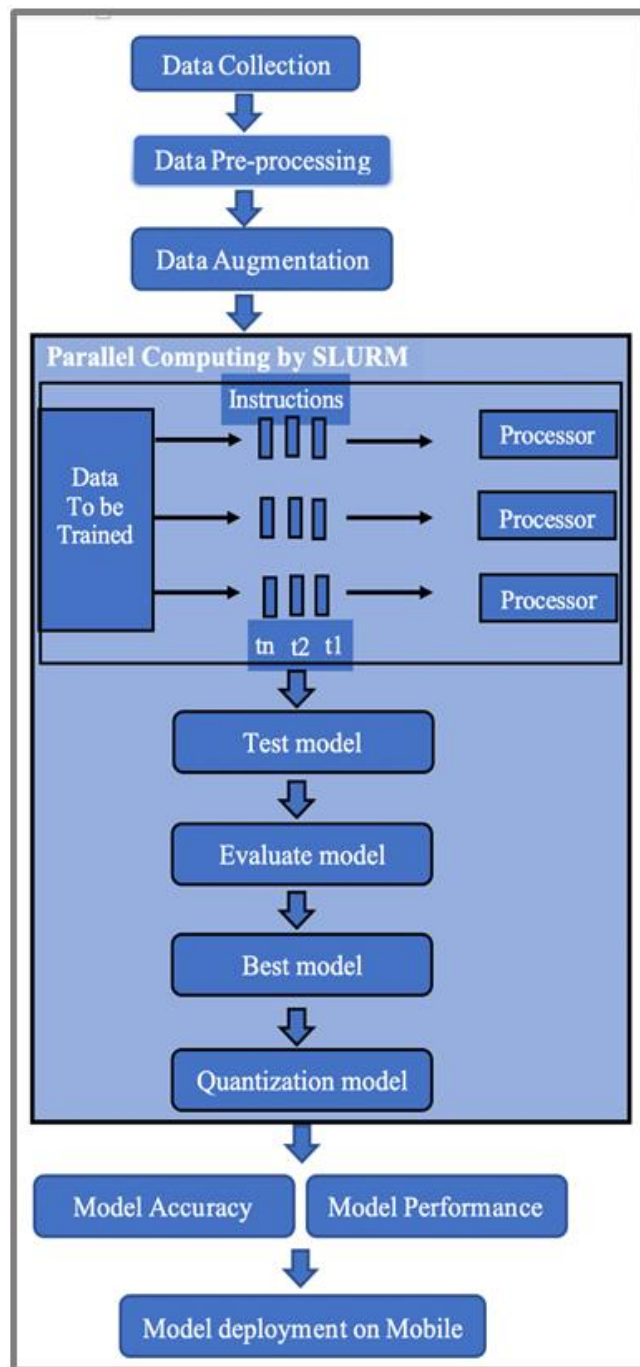 Data Collection
Data Pre-processing
Data Augmentation
Parallel Computing by SLURM
Instructions
Data
To be
Trained
Processor
Processor
Processor
tn t2 t1
Test model
Evaluate model
Best model
Quantization model
Model Accuracy
Model Performance
Model deployment on Mobile